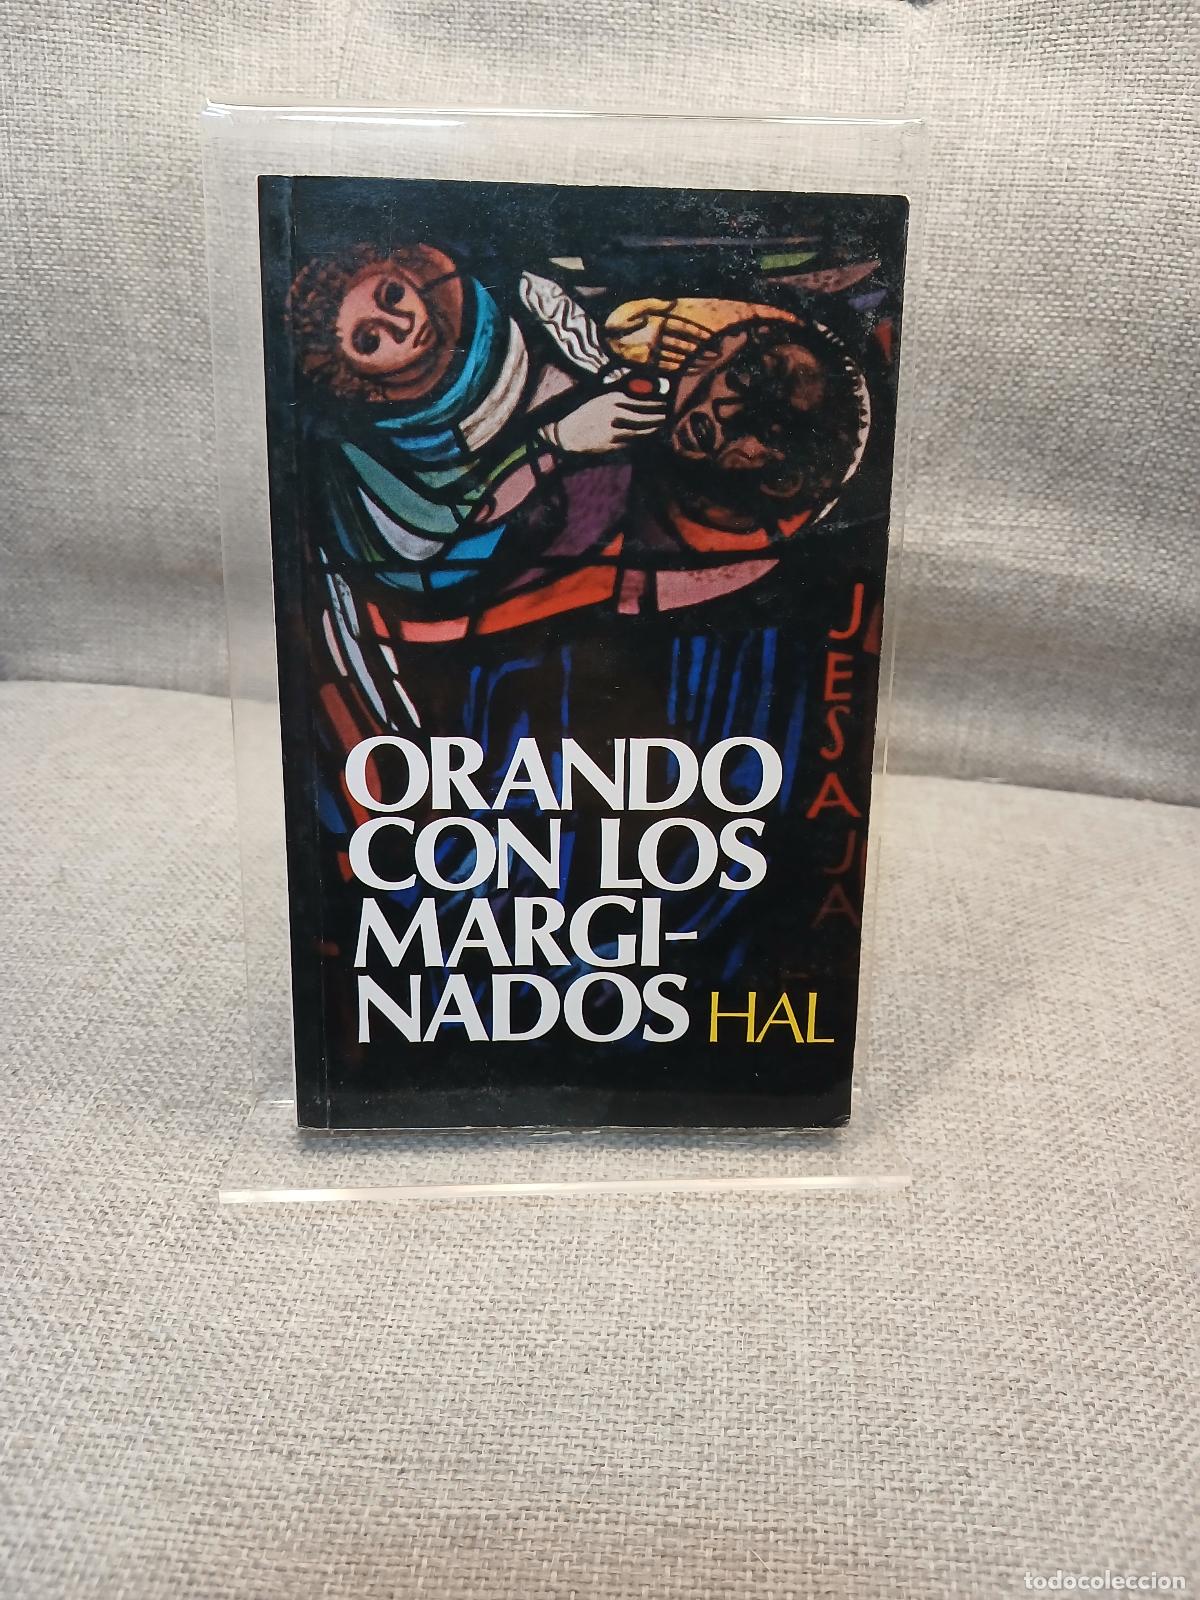 JESAJA
ORANDO
CON LOS
MARGI-
NADOS HAL
todocoleccion